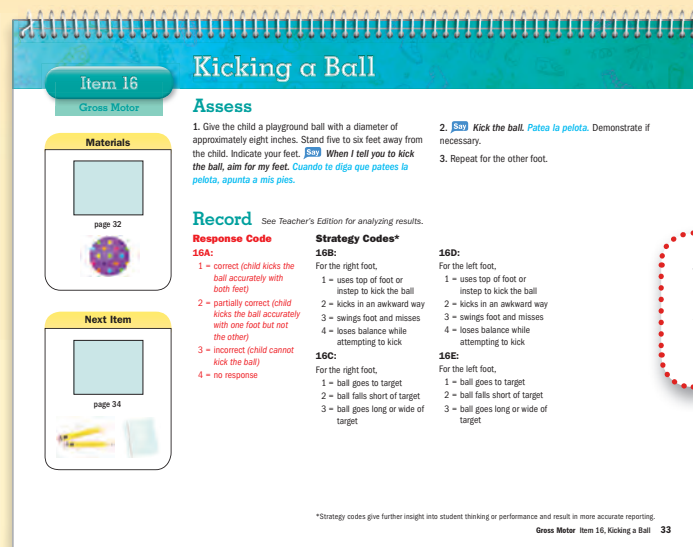 Kicking a Ball
Item 16
Gross Motor
Materials
page 32
Next Item
page 34
Assess
1. Give the child a playground ball with a diameter of
approximately eight inches. Stand five to six feet away from
the child. Indicate your feet. Say When I tell you to kick
the ball, aim for my feet. Cuando te diga que patees la
pelota, apunta a mis pies.
2. Say Kick the ball. Patea la pelota. Demonstrate if
necessary.
3. Repeat for the other foot.
Record See Teacher's Edition for analyzing results.
Response Code
16A:
1 = correct (child kicks the
ball accurately with
both feet)
2 = partially correct (child
kicks the ball accurately
with one foot but not
the other)
3 = incorrect (child cannot
kick the ball)
4 = no response
Strategy Codes*
16B:
For the right foot,
1 = uses top of foot or
instep to kick the ball
2 = kicks in an awkward way
3 = swings foot and misses
4 = loses balance while
attempting to kick
16C:
For the right foot,
1 = ball goes to target
2 = ball falls short of target
3 = ball goes long or wide of
target
16D:
For the left foot,
1 = uses top of foot or
instep to kick the ball
2 = kicks in an awkward way
3 = swings foot and misses
4 = loses balance while
attempting to kick
16E:
For the left foot,
1 = ball goes to target
2 = ball falls short of target
3 = ball goes long or wide of
target
*Strategy codes give further insight into student thinking or performance and result in more accurate reporting.
Gross Motor Item 16, Kicking a Ball 33